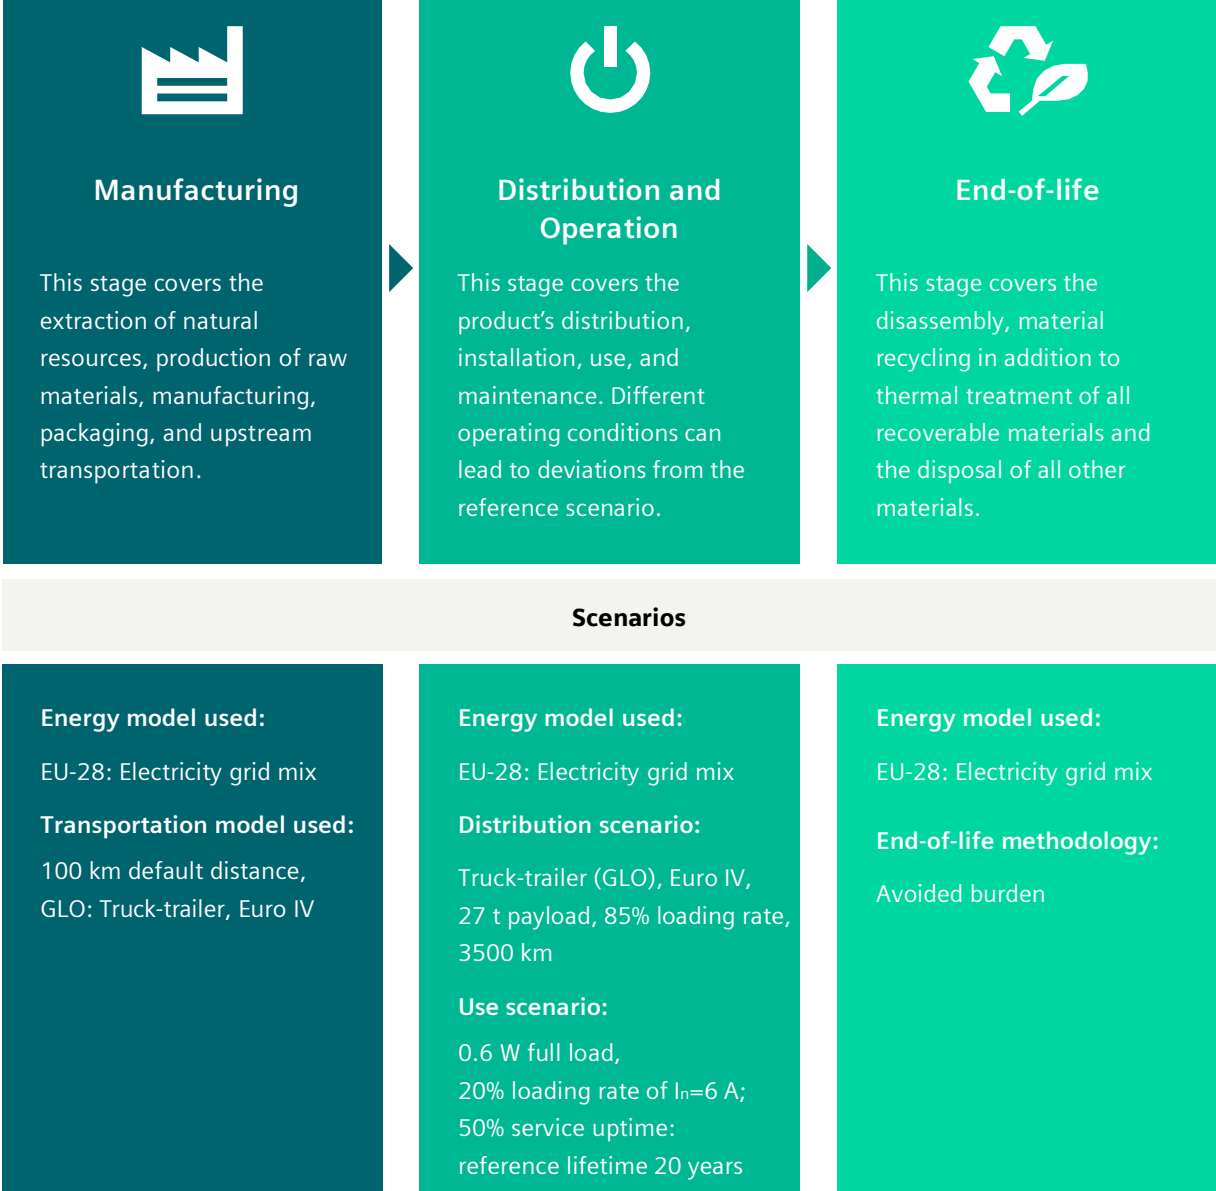 Manufacturing
This stage covers the
extraction of natural
resources, production of raw
materials, manufacturing,
packaging, and upstream
transportation.
Distribution and
Operation
This stage covers the
product’s distribution,
installation, use, and
maintenance. Different
operating conditions can
lead to deviations from the
reference scenario.
End-of-life
This stage covers the
disassembly, material
recycling in addition to
thermal treatment of all
recoverable materials and
the disposal of all other
materials.
Scenarios
Energy model used:
EU-28: Electricity grid mix
Transportation model used:
100 km default distance,
GLO: Truck-trailer, Euro IV
Energy model used:
EU-28: Electricity grid mix
Distribution scenario:
Truck-trailer (GLO), Euro IV,
27 t payload, 85% loading rate,
3500 km
Use scenario:
0.6 W full load,
20% loading rate of Iₙ=6 A;
50% service uptime:
reference lifetime 20 years
Energy model used:
EU-28: Electricity grid mix
End-of-life methodology:
Avoided burden